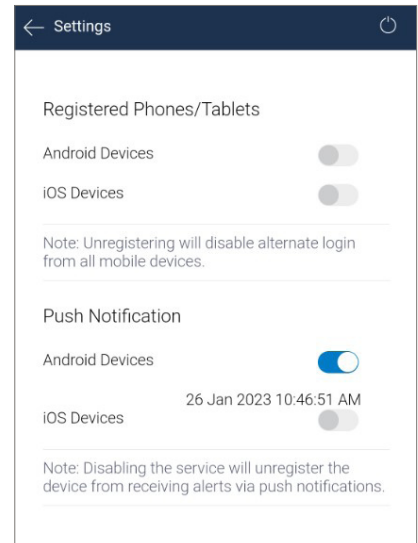 Settings
Registered Phones/Tablets
Android Devices
iOS Devices
Note: Unregistering will disable alternate login
from all mobile devices.
Push Notification
Android Devices
26 Jan 2023 10:46:51 AM
iOS Devices
Note: Disabling the service will unregister the
device from receiving alerts via push notifications.